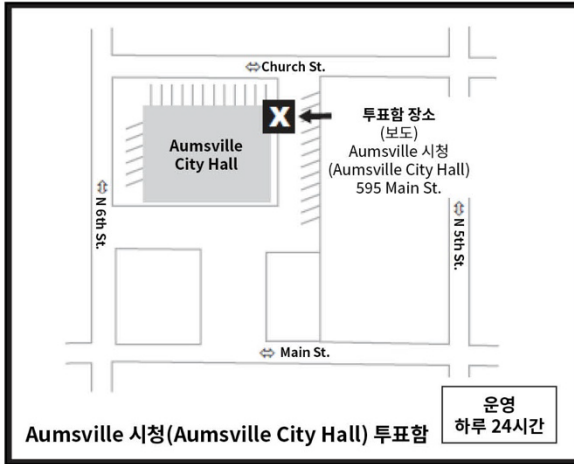 ⇔Church St.
Aumsville
City Hall
X
투표함 장소
(보도)
Aumsville 시청
(Aumsville City Hall)
595 Main St.
⇔ N 6th St.
⇔ N 5th St.
⇔ Main St.
운영
하루 24시간
Aumsville 시청(Aumsville City Hall) 투표함